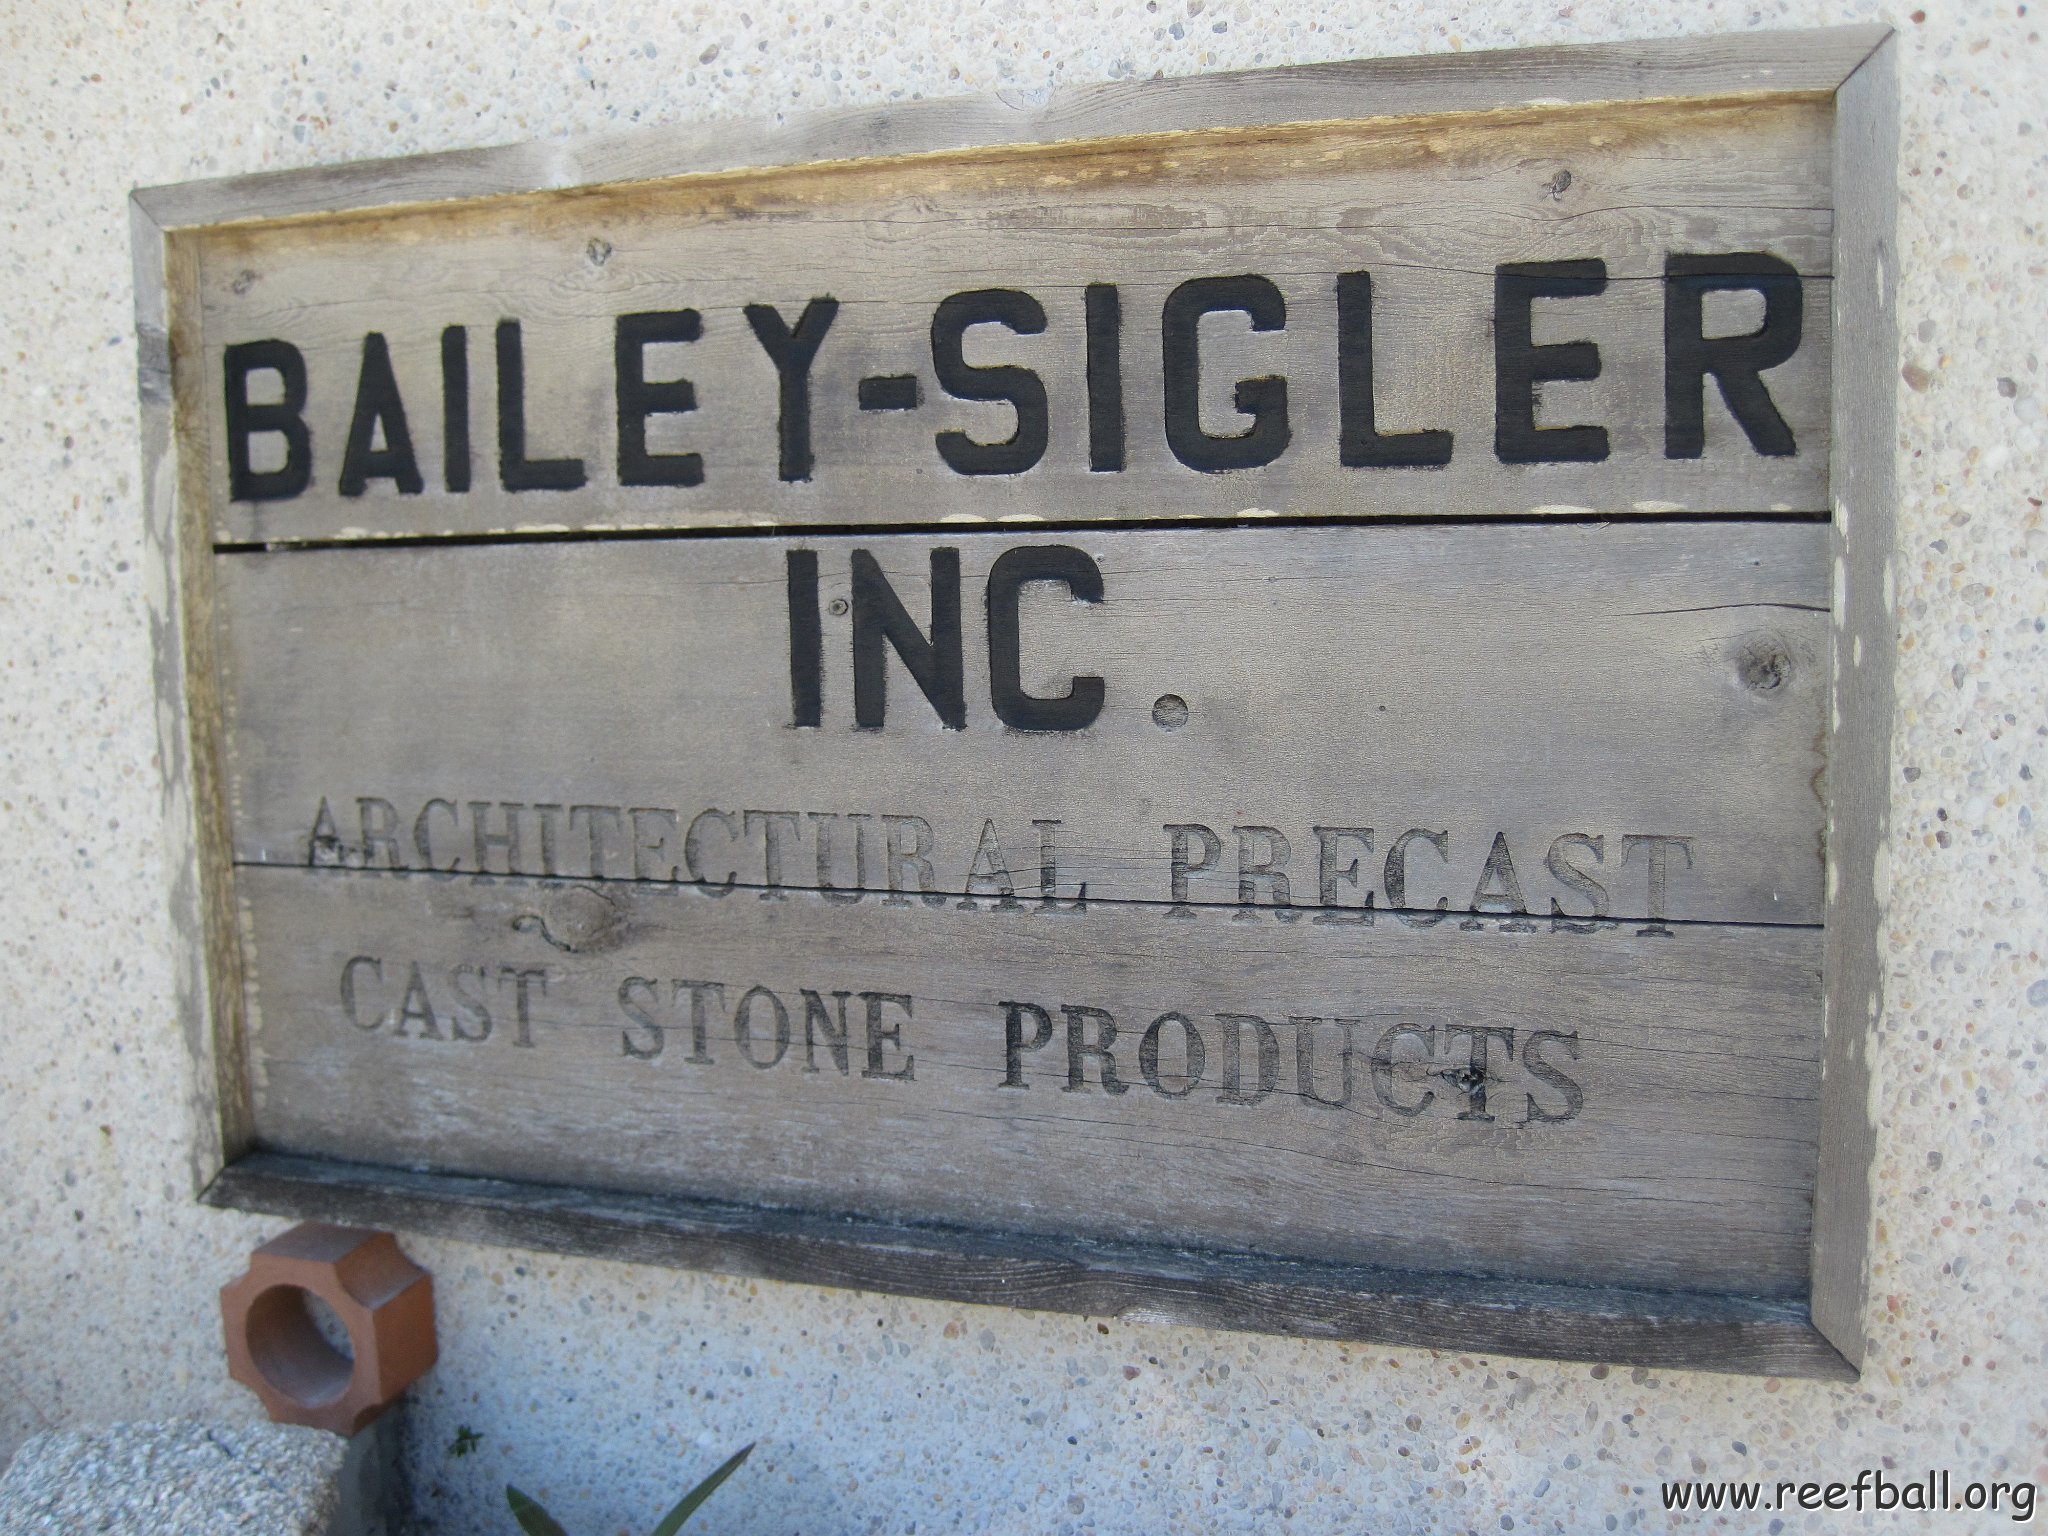 BAILEY-SIGLER
INC.
ARCHITECTURAL PRECAST
CAST STONE PRODUCTS
www.reefball.org